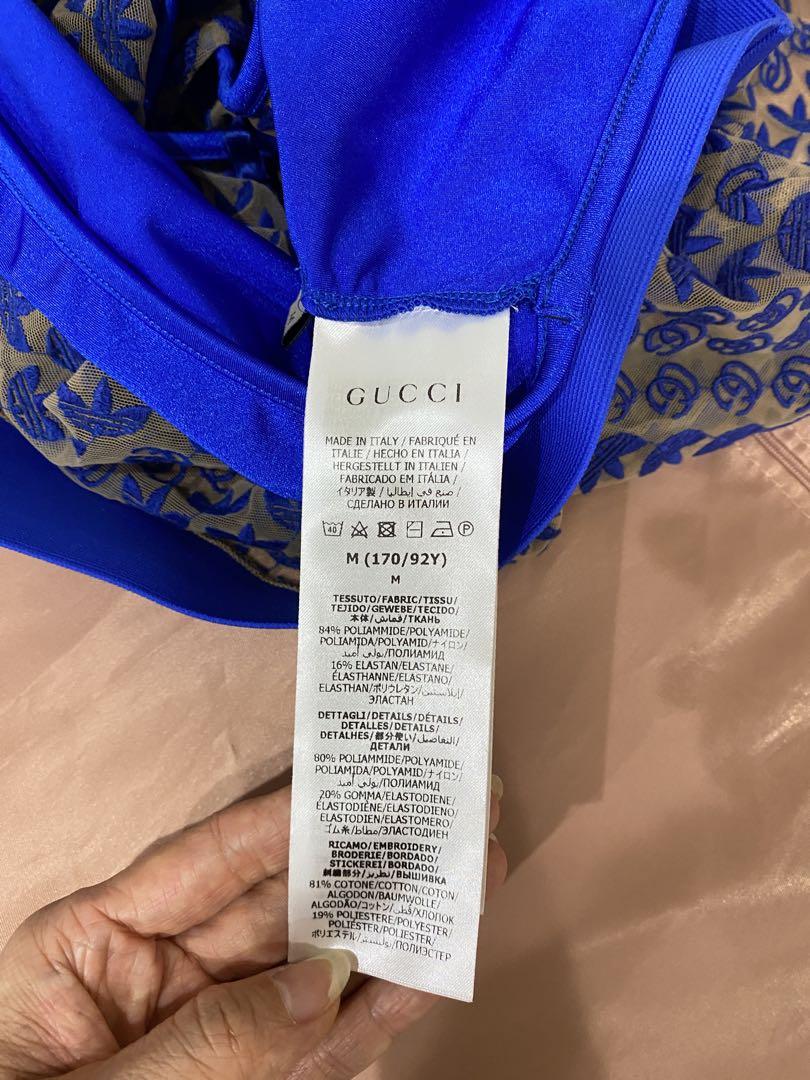 GUCCI
MADE IN ITALY / FABRIQUÉ EN
ITALIE / HECHO EN ITALIA /
HERGESTELLT IN ITALIEN /
FABRICADO EM ITÁLIA /
イタリア製 / صنع في إيطاليا /
СДЕЛАНО В ИТАЛИИ
40 P
M (170/92Y)
M
TESSUTO/FABRIC/TISSU/
TEJIDO/GEWEBE/TECIDO/
本体/قماش/ТКАНЬ
84% POLIAMMIDE/POLYAMIDE/
POLIAMIDA/POLYAMID/ナイロン/
بولي أميد/ПОЛИАМИД
16% ELASTAN/ELASTANE/
ÉLASTHANNE/ELASTANO/
ELASTHAN/ポリウレタン/إيلاستين/
ЭЛАСТАН
DETTAGLI/DETAILS/DÉTAILS/
DETALLES/DETAILS/
DETALHES/部分使い/التفاصيل/
ДЕТАЛИ
80% POLIAMMIDE/POLYAMIDE/
POLIAMIDA/POLYAMID/ナイロン/
بولي أميد/ПОЛИАМИД
20% GOMMA/ELASTODIENE/
ÉLASTODIÈNE/ELASTODIENO/
ELASTODIEN/ELASTOMERO/
ゴム糸/مطاط/ЭЛАСТОДИЕН
RICAMO/EMBROIDERY/
BRODERIE/BORDADO/
STICKEREI/BORDADO/
刺繍部分/تطريز/ВЫШИВКА
81% COTONE/COTTON/COTON/
ALGODON/BAUMWOLLE/
ALGODÃO/コットン/قطن/ХЛОПОК
19% POLIESTERE/POLYESTER/
POLIÉSTER/POLIESTER/
ポリエステル/بوليستر/ПОЛИЭСТЕР